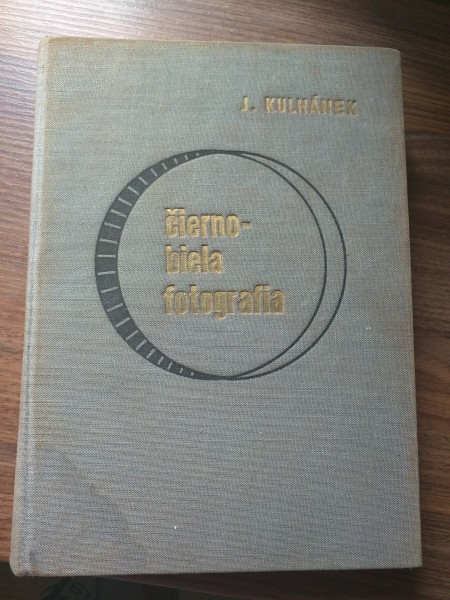 J. KULHÁNEK
čierno-
biela
fotografia